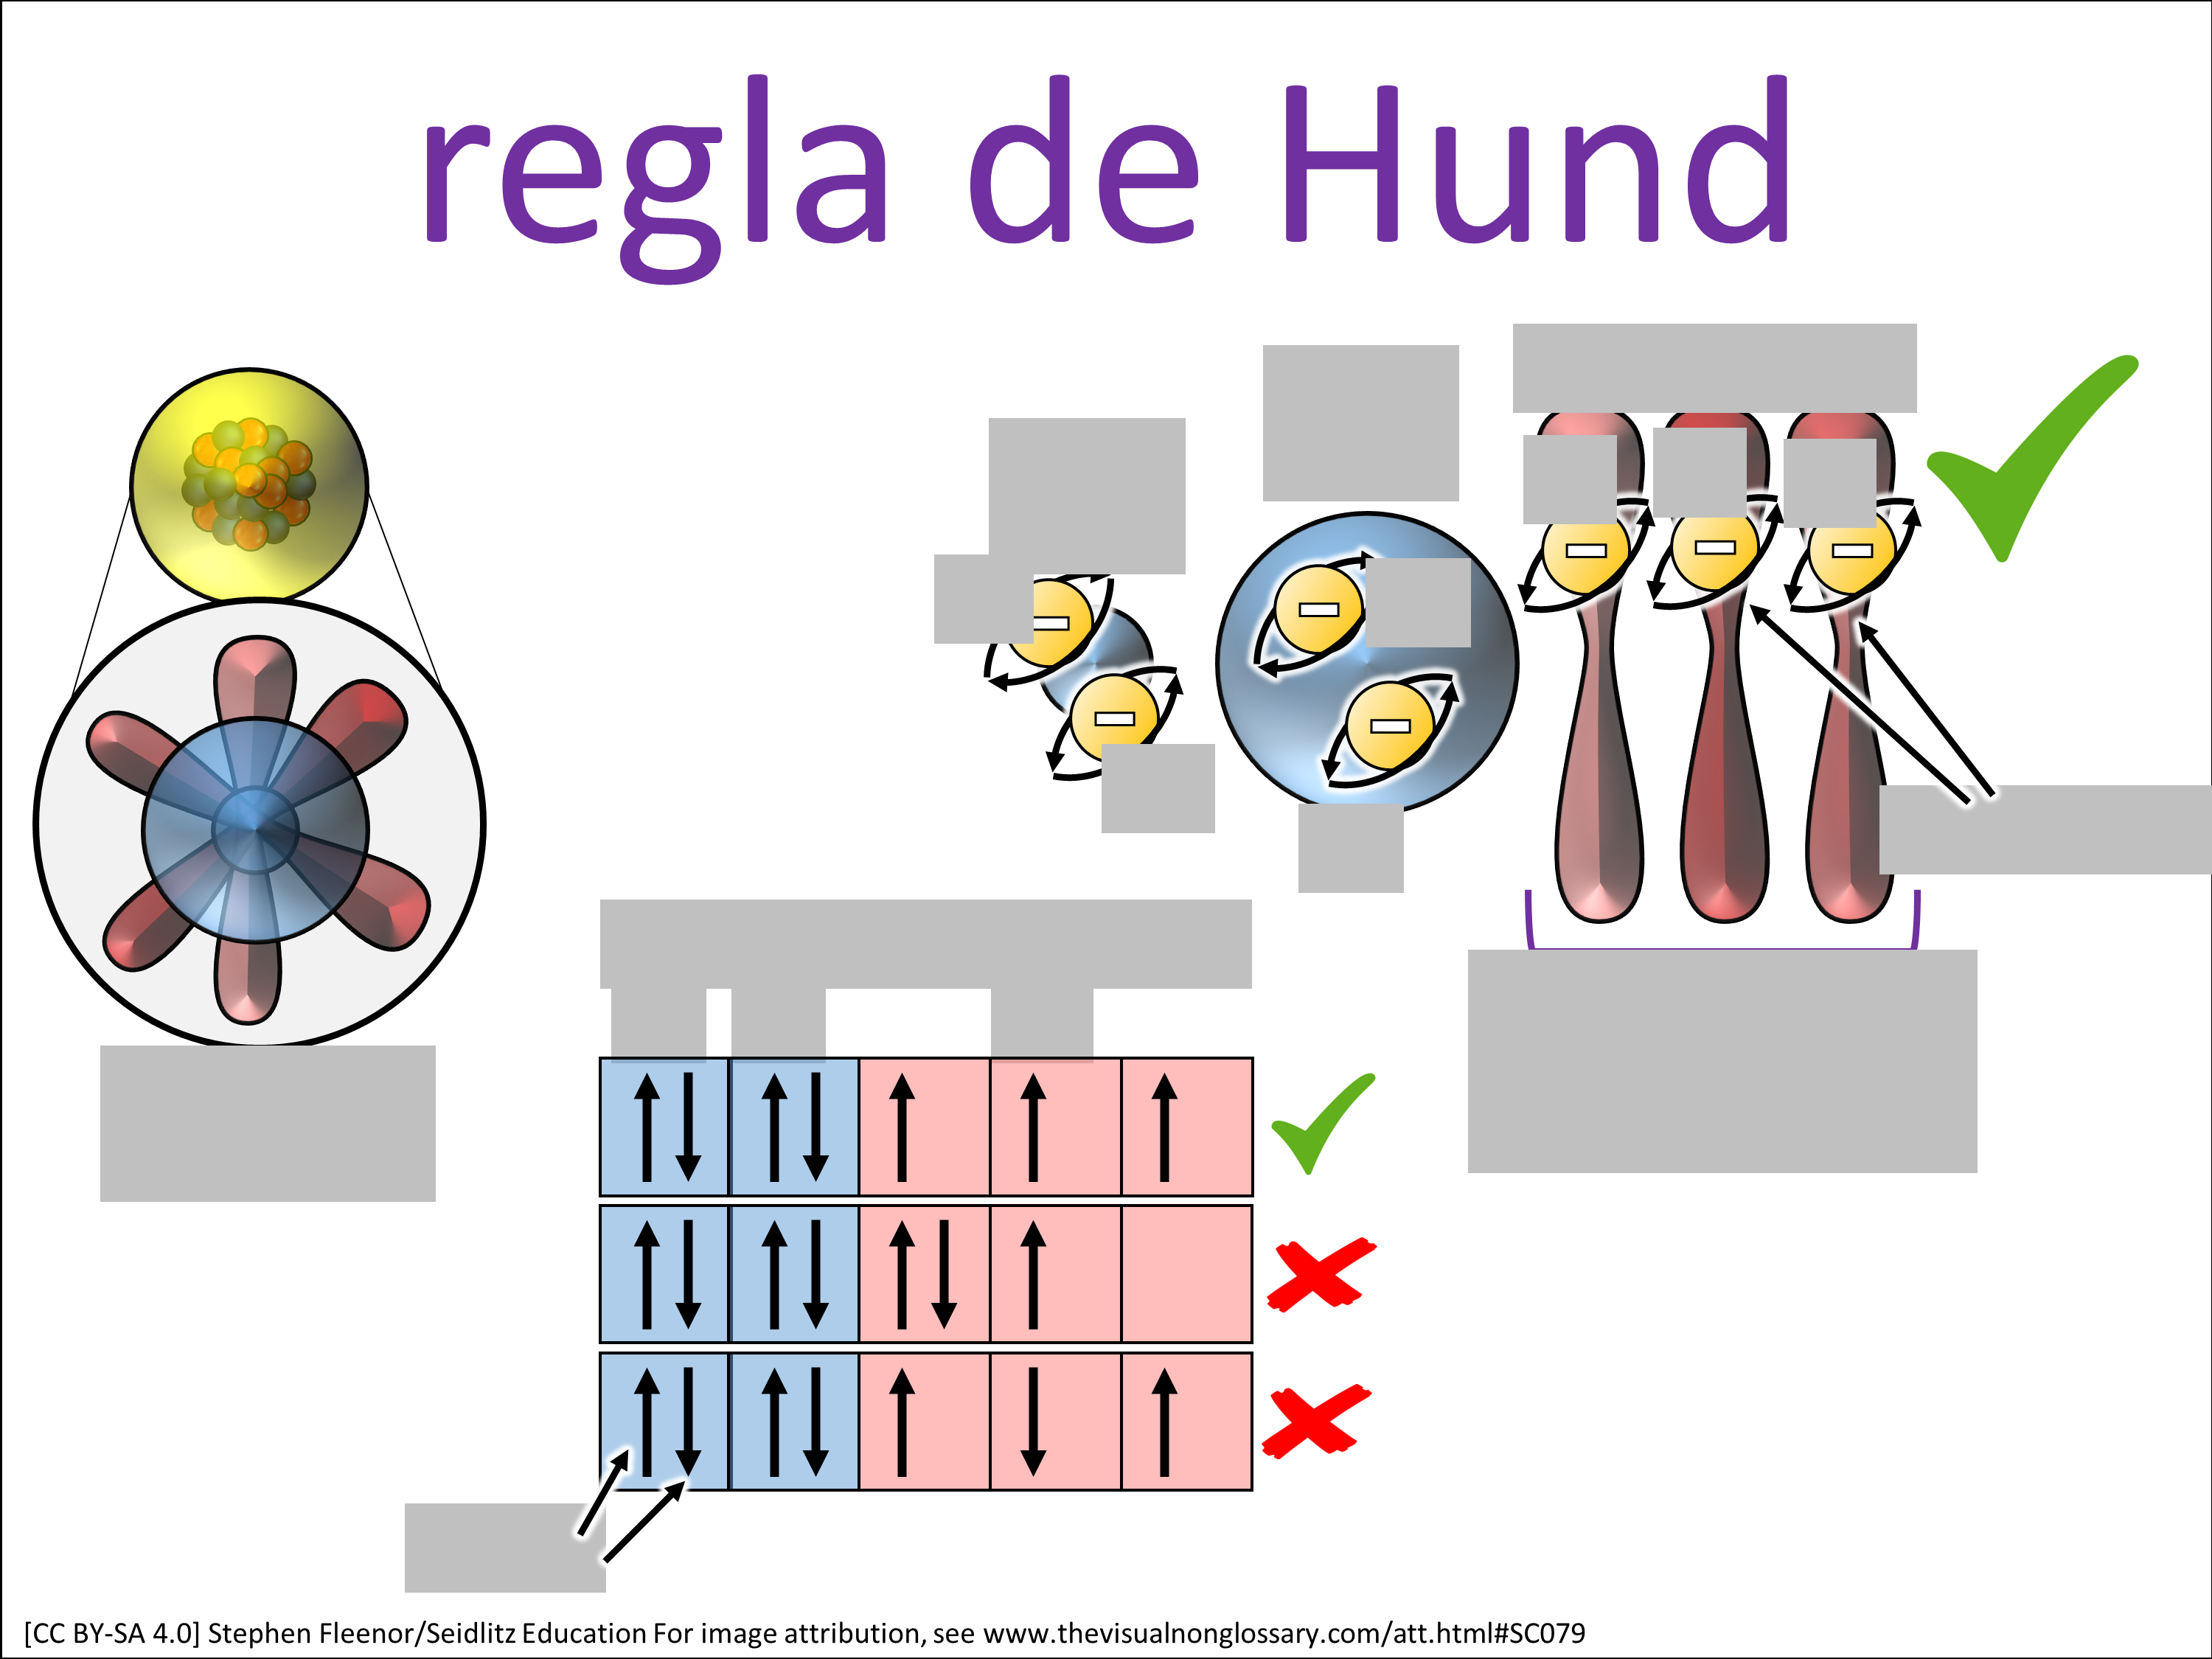 regla de Hund
[CC BY-SA 4.0] Stephen Fleenor/Seidlitz Education For image attribution, see www.thevisualnonglossary.com/att.html#SC079